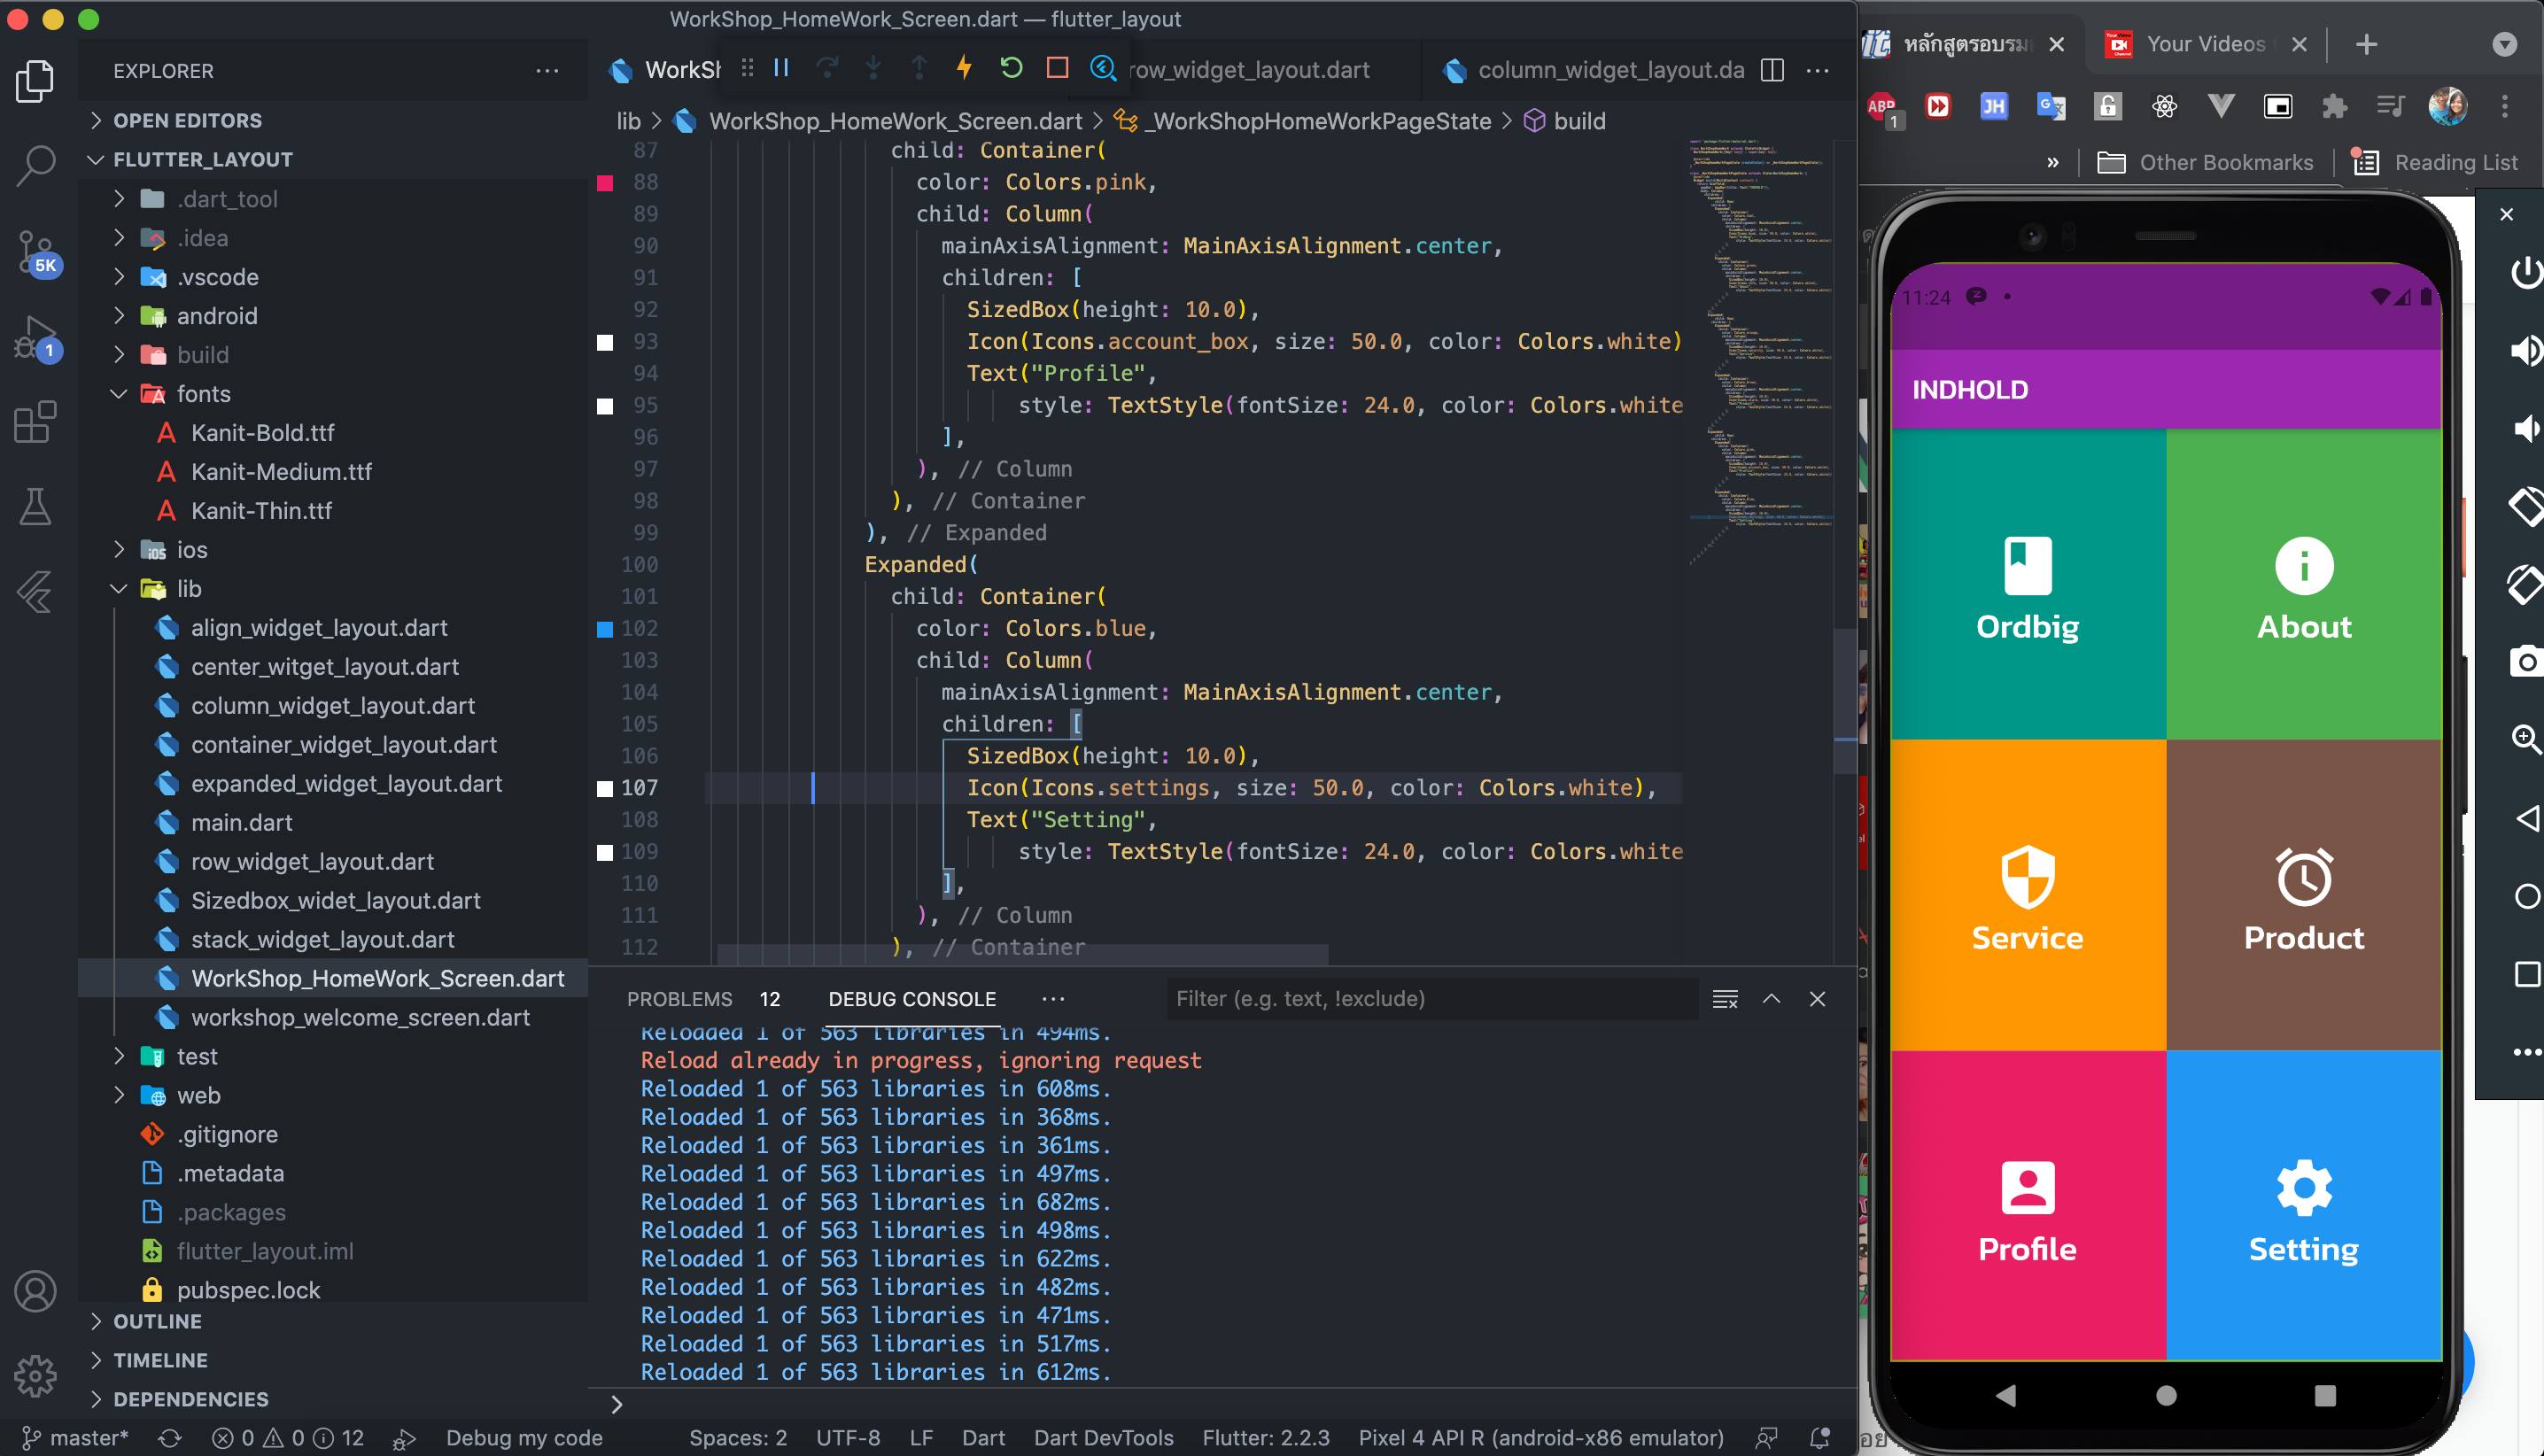 WorkShop_HomeWork_Screen.dart — flutter_layout
EXPLORER
OPEN EDITORS
FLUTTER_LAYOUT
.dart_tool
.idea
.vscode
android
build
fonts
Kanit-Bold.ttf
Kanit-Medium.ttf
Kanit-Thin.ttf
ios
lib
align_widget_layout.dart
center_witget_layout.dart
column_widget_layout.dart
container_widget_layout.dart
expanded_widget_layout.dart
main.dart
row_widget_layout.dart
Sizedbox_widet_layout.dart
stack_widget_layout.dart
WorkShop_HomeWork_Screen.dart
workshop_welcome_screen.dart
test
web
.gitignore
.metadata
.packages
flutter_layout.iml
pubspec.lock
OUTLINE
TIMELINE
DEPENDENCIES
5K
1
WorkSh
row_widget_layout.dart
column_widget_layout.da
lib > WorkShop_HomeWork_Screen.dart > _WorkShopHomeWorkPageState > build
87 child: Container(
88 color: Colors.pink,
89 child: Column(
90 mainAxisAlignment: MainAxisAlignment.center,
91 children: [
92 SizedBox(height: 10.0),
93 Icon(Icons.account_box, size: 50.0, color: Colors.white)
94 Text("Profile",
95 style: TextStyle(fontSize: 24.0, color: Colors.white
96 ],
97 ), // Column
98 ), // Container
99 ), // Expanded
100 Expanded(
101 child: Container(
102 color: Colors.blue,
103 child: Column(
104 mainAxisAlignment: MainAxisAlignment.center,
105 children: [
106 SizedBox(height: 10.0),
107 Icon(Icons.settings, size: 50.0, color: Colors.white),
108 Text("Setting",
109 style: TextStyle(fontSize: 24.0, color: Colors.white
110 ],
111 ), // Column
112 ), // Container
PROBLEMS 12 DEBUG CONSOLE
Filter (e.g. text, !exclude)
Reloaded 1 of 563 libraries in 494ms.
Reload already in progress, ignoring request
Reloaded 1 of 563 libraries in 608ms.
Reloaded 1 of 563 libraries in 368ms.
Reloaded 1 of 563 libraries in 361ms.
Reloaded 1 of 563 libraries in 497ms.
Reloaded 1 of 563 libraries in 682ms.
Reloaded 1 of 563 libraries in 498ms.
Reloaded 1 of 563 libraries in 622ms.
Reloaded 1 of 563 libraries in 482ms.
Reloaded 1 of 563 libraries in 471ms.
Reloaded 1 of 563 libraries in 517ms.
Reloaded 1 of 563 libraries in 612ms.
master* 0 0 12 Debug my code Spaces: 2 UTF-8 LF Dart Dart DevTools Flutter: 2.2.3 Pixel 4 API R (android-x86 emulator)
หลักสูตรอบรม
Your Videos
ABP 1
JH
» Other Bookmarks Reading List
11:24
INDHOLD
Ordbig
About
Service
Product
Profile
Setting